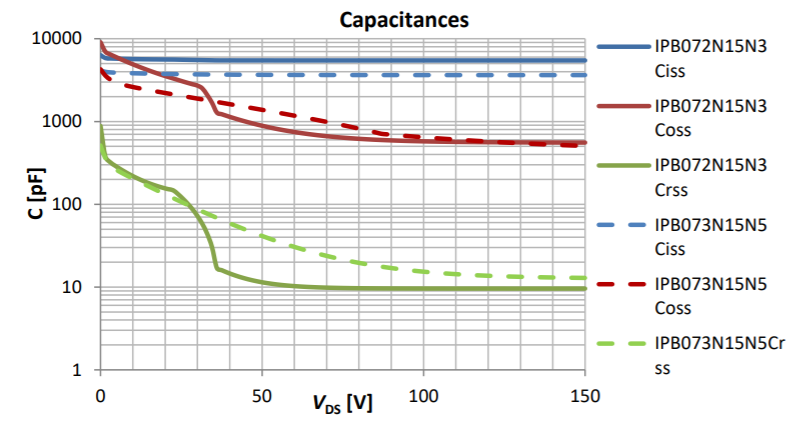 Capacitances
10000
1000
100
10
1
C [pF]
0
50
100
150
VDS [V]
IPB072N15N3
Ciss
IPB072N15N3
Coss
IPB072N15N3
Crss
IPB073N15N5
Ciss
IPB073N15N5
Coss
IPB073N15N5Cr
ss